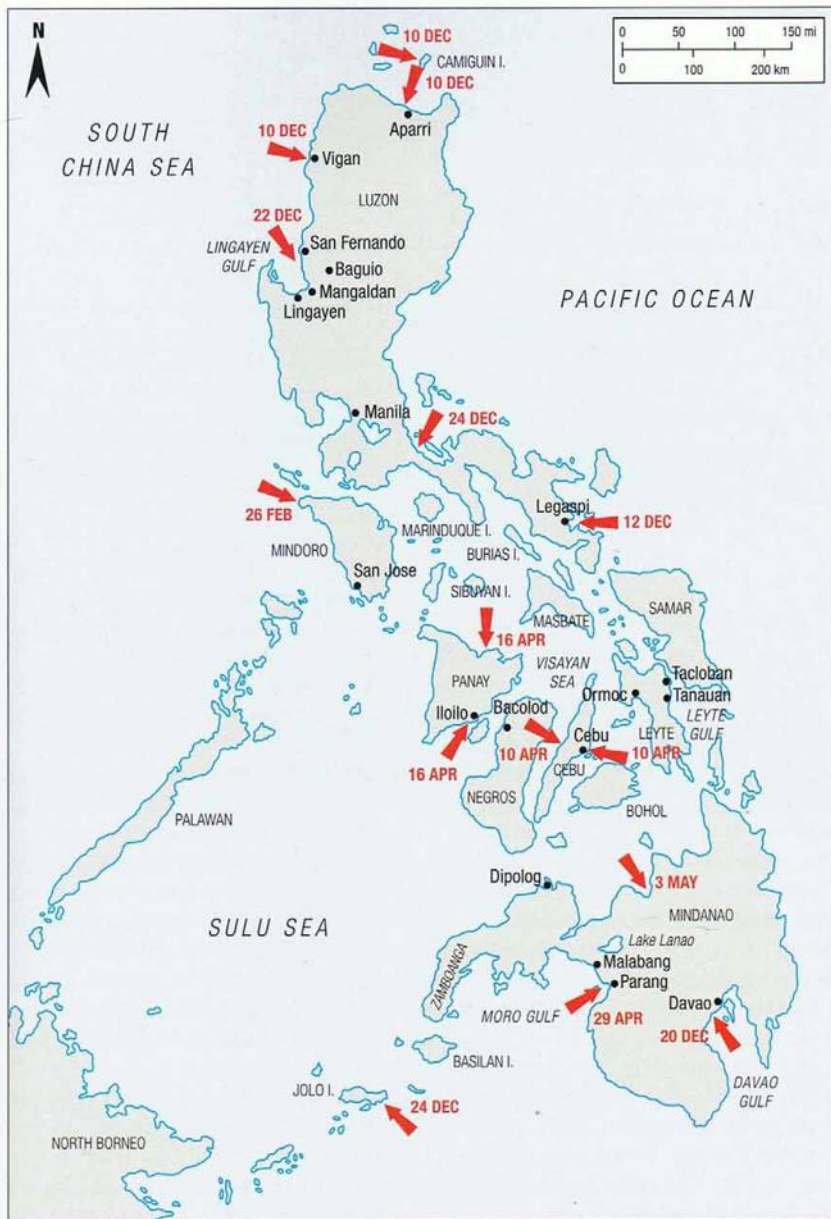 N
10 DEC
CAMIGUIN I.
10 DEC
0 50 100 150 mi
0 100 200 km
SOUTH
CHINA SEA
Aparri
10 DEC
Vigan
LUZON
22 DEC
LINGAYEN
GULF
San Fernando
Baguio
Mangaldan
Lingayen
PACIFIC OCEAN
Manila
24 DEC
26 FEB
MINDORO
MARINDUQUE I.
Legaspi
12 DEC
BURIAS I.
San Jose
SIBUYAN I.
MASBATE
SAMAR
16 APR
VISAYAN
SEA
PANAY
Tacloban
Ormoc
Tanauan
LEYTE
GULF
Iloilo
Bacolod
16 APR
10 APR
Cebu
CEBU
LEYTE
10 APR
NEGROS
BOHOL
PALAWAN
Dipolog
3 MAY
MINDANAO
SULU SEA
Lake Lanao
ZAMBOANGA
Malabang
Parang
MORO GULF
29 APR
Davao
20 DEC
BASILAN I.
DAVAO
GULF
JOLO I.
24 DEC
NORTH BORNEO